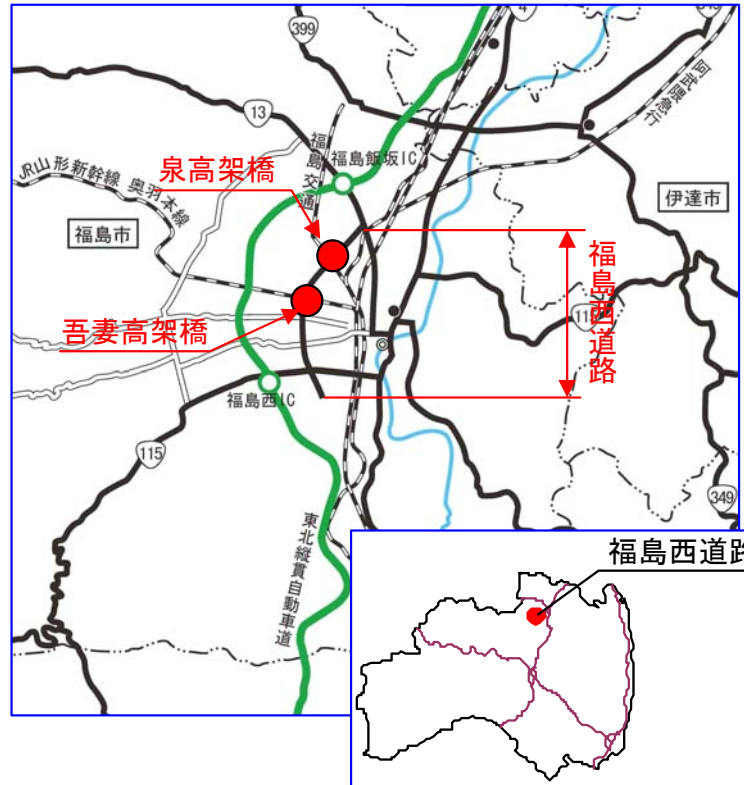 399
4
13
阿武隈急行
福島交通
福島飯坂IC
泉高架橋
JR山形新幹線 奥羽本線
伊達市
福島市
福島西道路
115
吾妻高架橋
福島西IC
115
349
東北縦貫自動車道
福島西道路